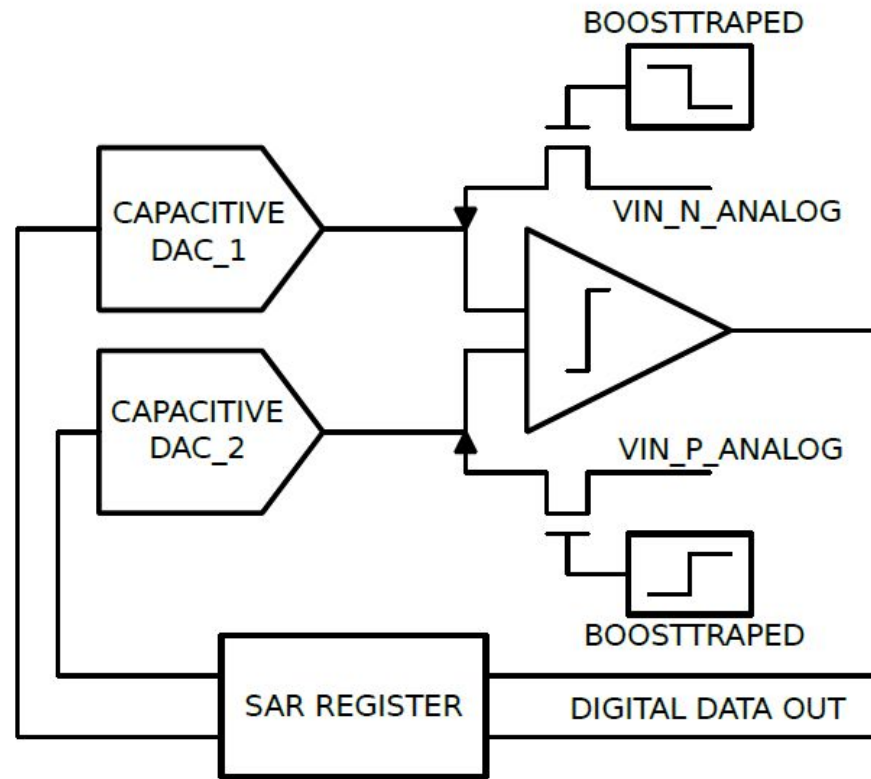 BOOSTTRAPED
CAPACITIVE
DAC_1
VIN_N_ANALOG
CAPACITIVE
DAC_2
VIN_P_ANALOG
BOOSTTRAPED
SAR REGISTER
DIGITAL DATA OUT